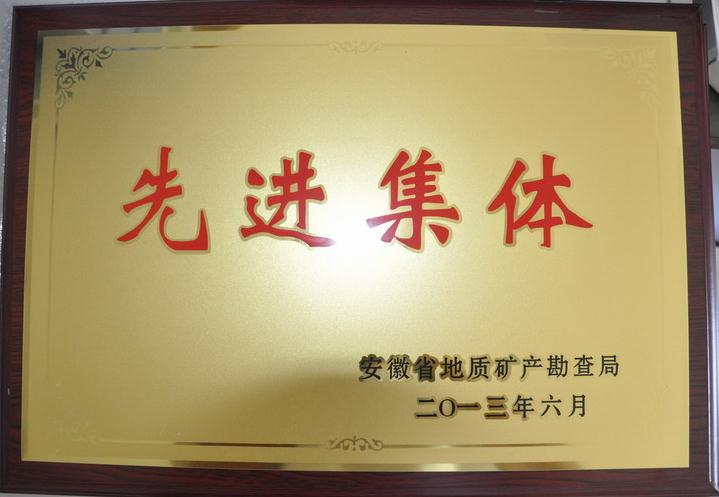 先进集体
安徽省地质矿产勘查局
二〇一三年六月